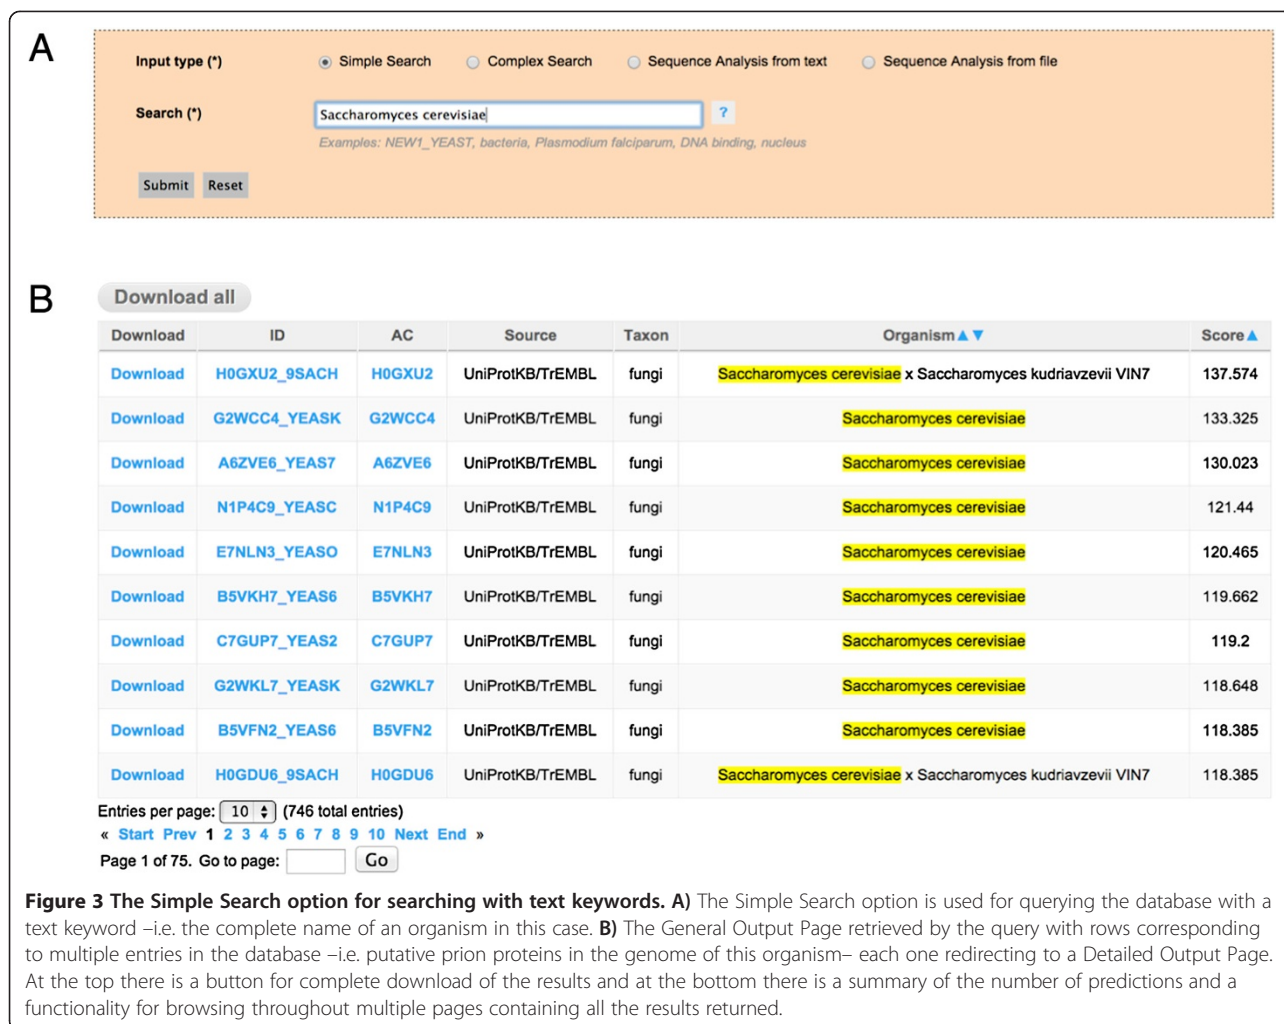 A
Input type (*) Simple Search Complex Search Sequence Analysis from text Sequence Analysis from file
Search (*) Saccharomyces cerevisiae ?
Examples: NEW1_YEAST, bacteria, Plasmodium falciparum, DNA binding, nucleus
Submit Reset
B
Download all
Download ID AC Source Taxon Organism▲▼ Score▲
Download H0GXU2_9SACH H0GXU2 UniProtKB/TrEMBL fungi Saccharomyces cerevisiae x Saccharomyces kudriavzevii VIN7 137.574
Download G2WCC4_YEASK G2WCC4 UniProtKB/TrEMBL fungi Saccharomyces cerevisiae 133.325
Download A6ZVE6_YEAS7 A6ZVE6 UniProtKB/TrEMBL fungi Saccharomyces cerevisiae 130.023
Download N1P4C9_YEASC N1P4C9 UniProtKB/TrEMBL fungi Saccharomyces cerevisiae 121.44
Download E7NLN3_YEASO E7NLN3 UniProtKB/TrEMBL fungi Saccharomyces cerevisiae 120.465
Download B5VKH7_YEAS6 B5VKH7 UniProtKB/TrEMBL fungi Saccharomyces cerevisiae 119.662
Download C7GUP7_YEAS2 C7GUP7 UniProtKB/TrEMBL fungi Saccharomyces cerevisiae 119.2
Download G2WKL7_YEASK G2WKL7 UniProtKB/TrEMBL fungi Saccharomyces cerevisiae 118.648
Download B5VFN2_YEAS6 B5VFN2 UniProtKB/TrEMBL fungi Saccharomyces cerevisiae 118.385
Download H0GDU6_9SACH H0GDU6 UniProtKB/TrEMBL fungi Saccharomyces cerevisiae x Saccharomyces kudriavzevii VIN7 118.385
Entries per page: 10 (746 total entries)
« Start Prev 1 2 3 4 5 6 7 8 9 10 Next End »
Page 1 of 75. Go to page: Go
Figure 3 The Simple Search option for searching with text keywords. A) The Simple Search option is used for querying the database with a
text keyword –i.e. the complete name of an organism in this case. B) The General Output Page retrieved by the query with rows corresponding
to multiple entries in the database –i.e. putative prion proteins in the genome of this organism– each one redirecting to a Detailed Output Page.
At the top there is a button for complete download of the results and at the bottom there is a summary of the number of predictions and a
functionality for browsing throughout multiple pages containing all the results returned.